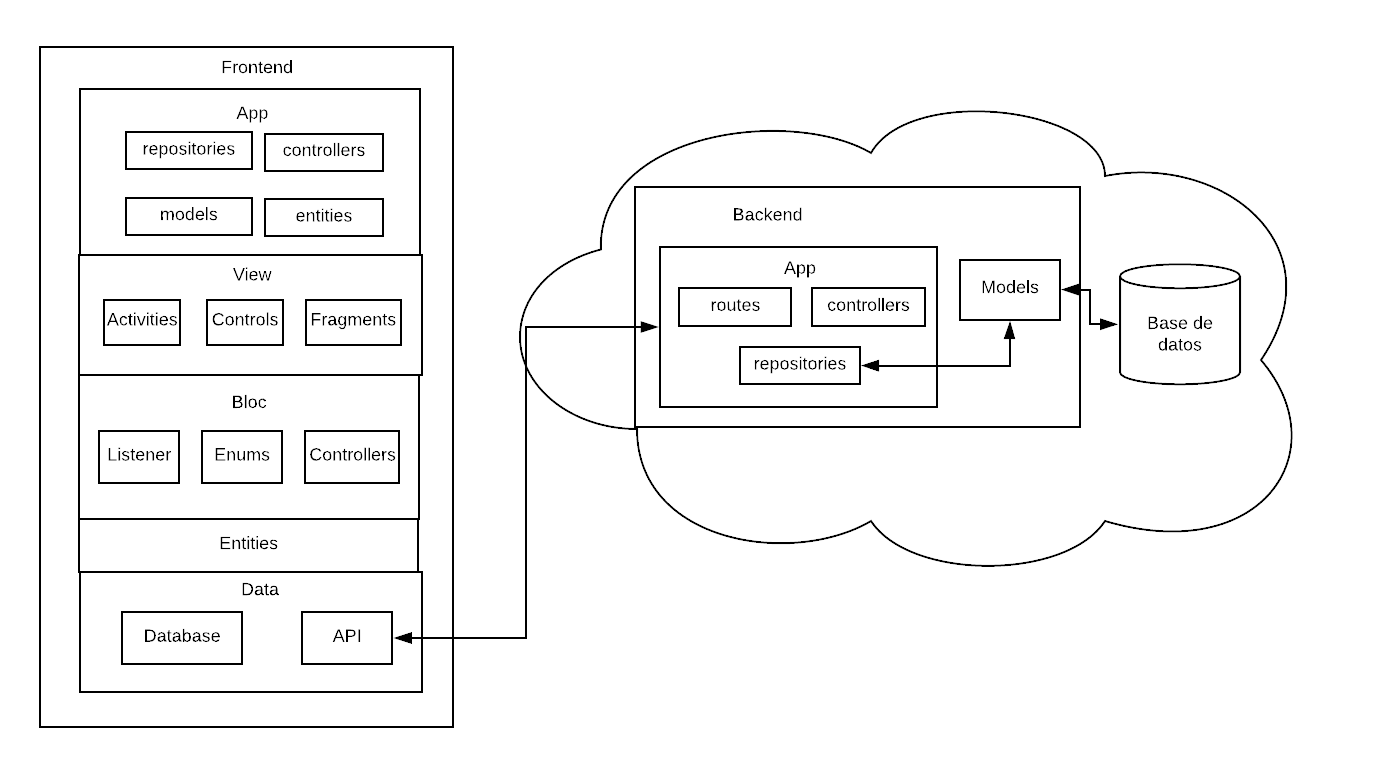 Frontend
App
repositories
controllers
models
entities
View
Activities
Controls
Fragments
Bloc
Listener
Enums
Controllers
Entities
Data
Database
API
Backend
App
routes
controllers
repositories
Models
Base de
datos